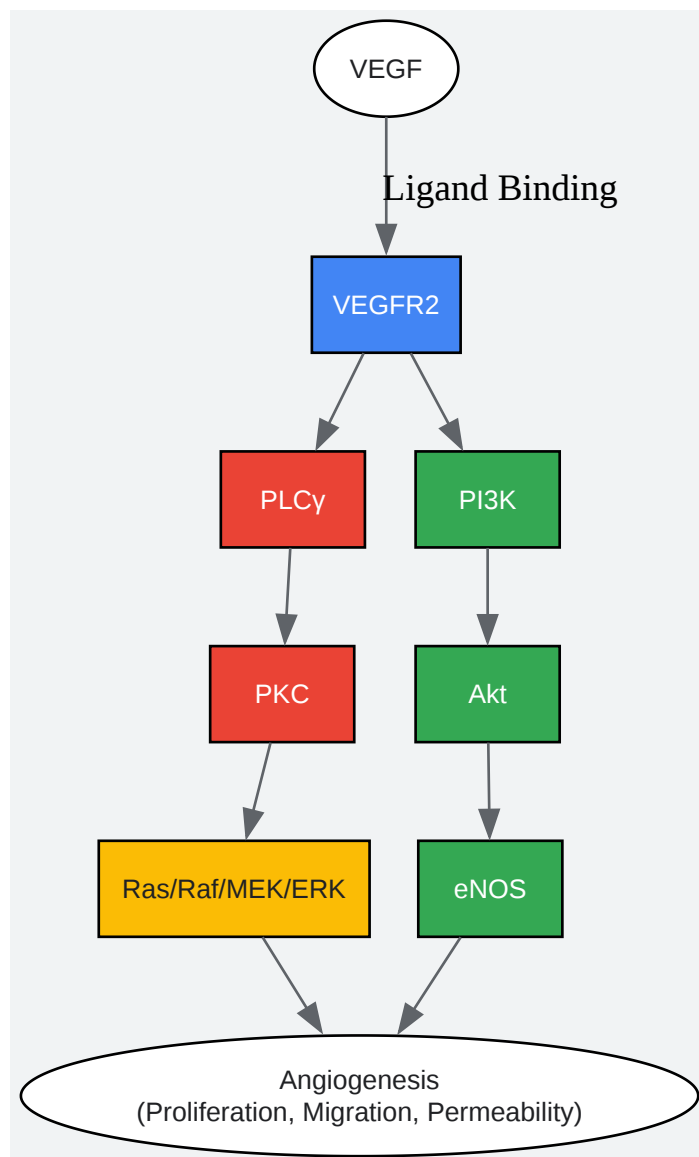 VEGF
Ligand Binding
VEGFR2
PLCγ
PI3K
PKC
Akt
Ras/Raf/MEK/ERK
eNOS
Angiogenesis
(Proliferation, Migration, Permeability)